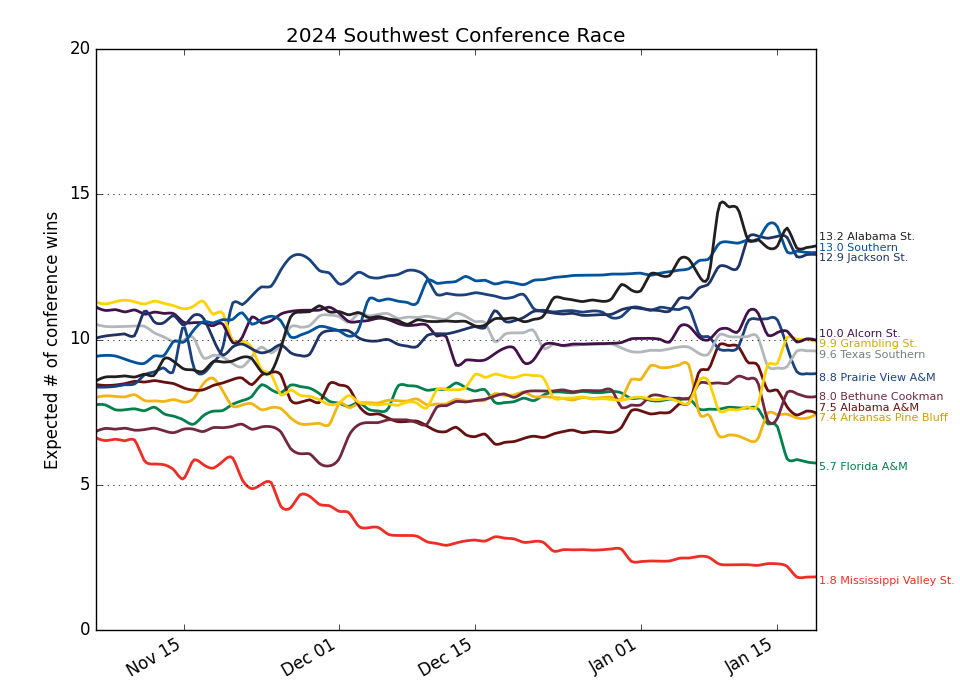 2024 Southwest Conference Race
Expected # of conference wins
20
15
10
5
0
Nov 15
Dec 01
Dec 15
Jan 01
Jan 15
13.2 Alabama St.
13.0 Southern
12.9 Jackson St.
10.0 Alcorn St.
9.9 Grambling St.
9.6 Texas Southern
8.8 Prairie View A&M
8.0 Bethune Cookman
7.5 Alabama A&M
7.4 Arkansas Pine Bluff
5.7 Florida A&M
1.8 Mississippi Valley St.